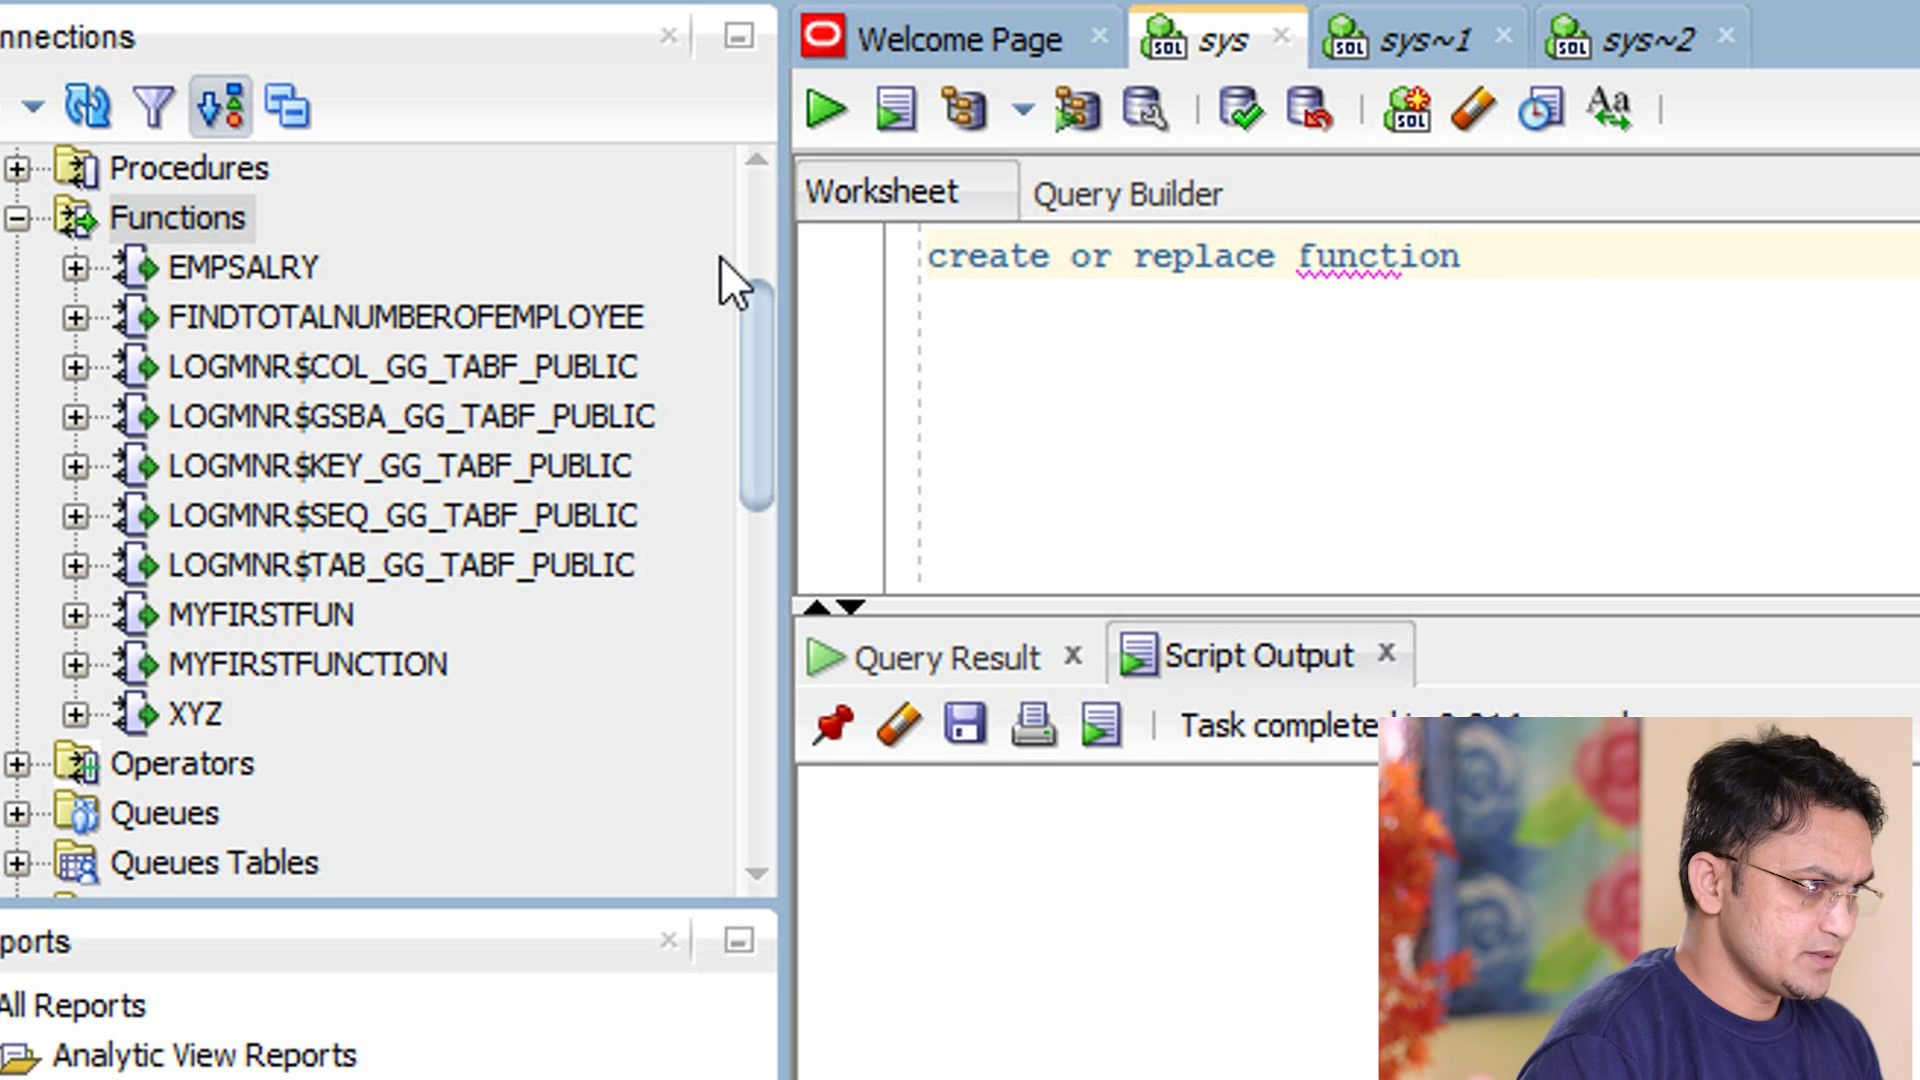 nnections
Procedures
Functions
EMPSALRY
FINDTOTALNUMBEROFEMPLOYEE
LOGMNR$COL_GG_TABF_PUBLIC
LOGMNR$GSBA_GG_TABF_PUBLIC
LOGMNR$KEY_GG_TABF_PUBLIC
LOGMNR$SEQ_GG_TABF_PUBLIC
LOGMNR$TAB_GG_TABF_PUBLIC
MYFIRSTFUN
MYFIRSTFUNCTION
XYZ
Operators
Queues
Queues Tables
ports
All Reports
Analytic View Reports
Welcome Page
SQL sys
SQL sys~1
SQL sys~2
SQL Aa
Worksheet
Query Builder
create or replace function
Query Result
Script Output
Task complete